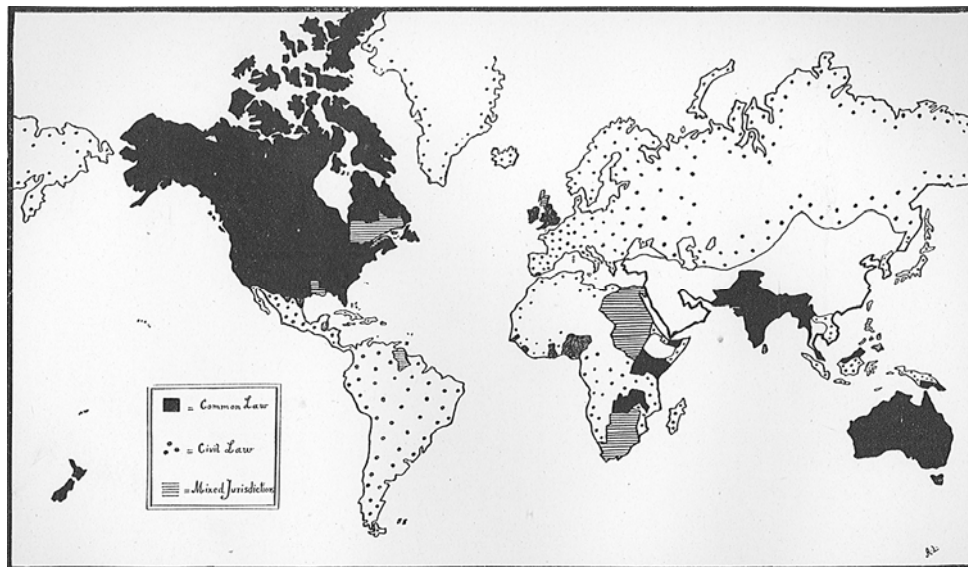 = Common Law
= Civil Law
= Mixed Jurisdiction